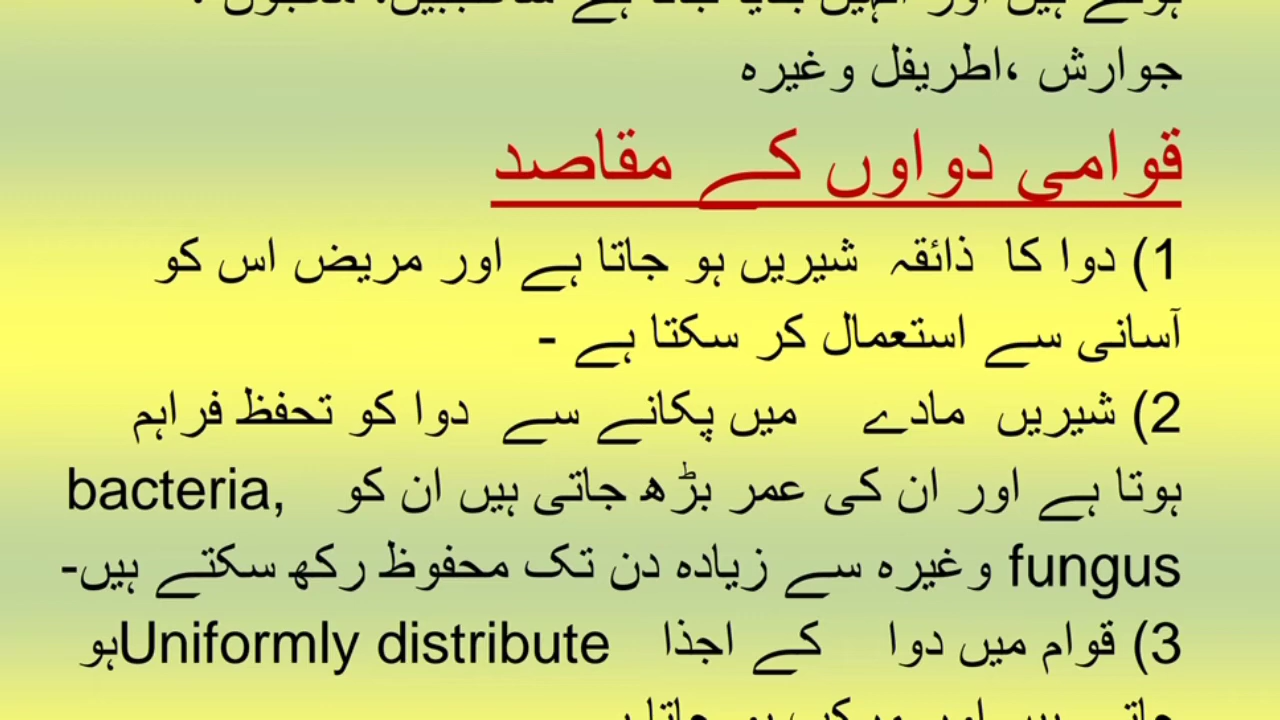 جوارش ،اطریفل وغیرہ
قوامی دواوں کے مقاصد
1) دوا کا ذائقہ شیریں ہو جاتا ہے اور مریض اس کو
آسانی سے استعمال کر سکتا ہے -
2) شیریں مادے میں پکانے سے دوا کو تحفظ فراہم
ہوتا ہے اور ان کی عمر بڑھ جاتی ہیں ان کو bacteria,
fungus وغیرہ سے زیادہ دن تک محفوظ رکھ سکتے ہیں-
3) قوام میں دوا کے اجذا Uniformly distributeہو